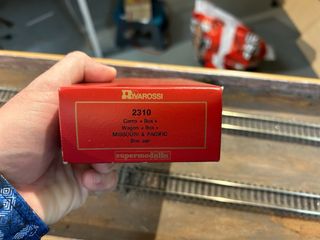 RIVAROSSI
2310
Carro « Box »
Wagon « Box »
MISSOURI & PACIFIC
Box car
supermodello